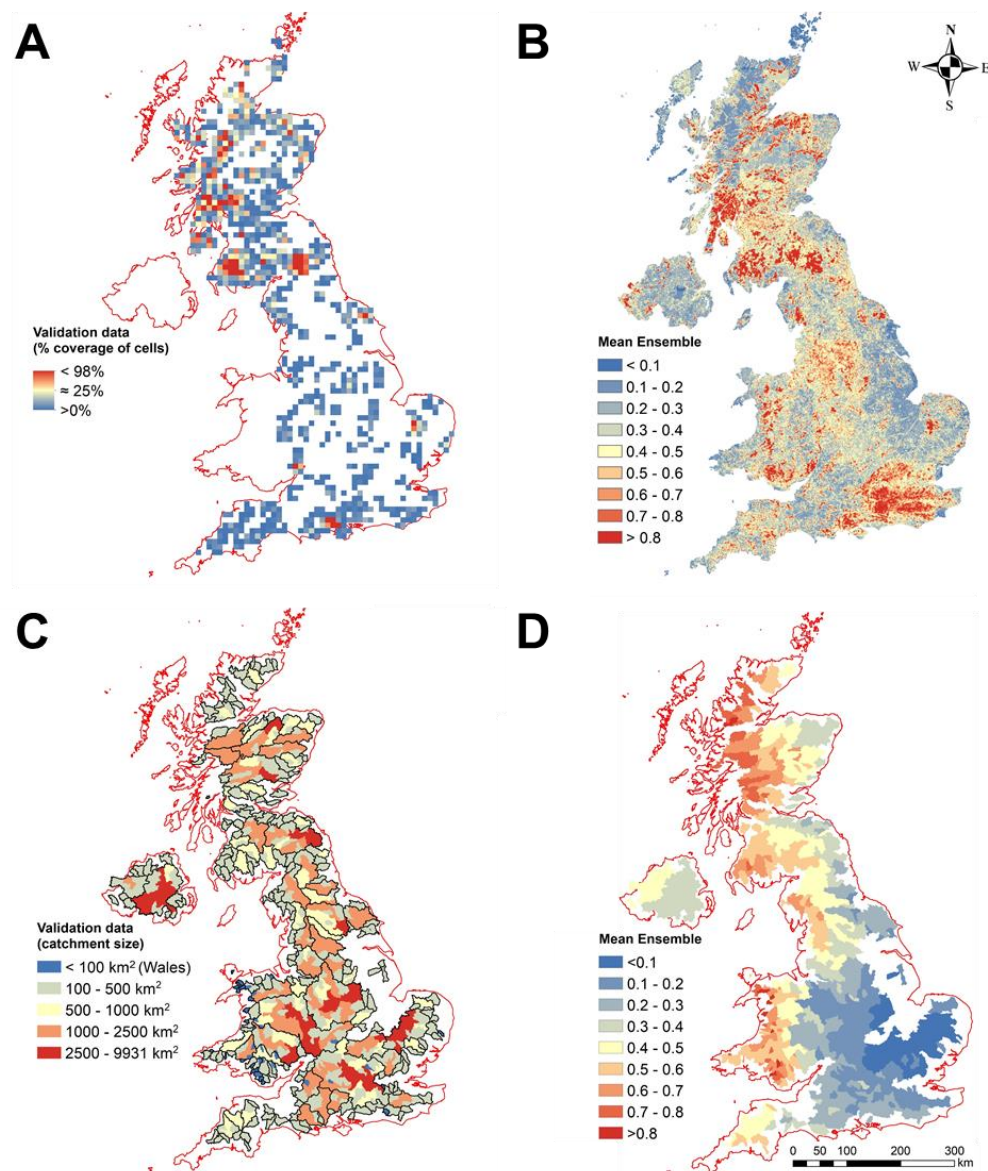 A
Validation data
(% coverage of cells)
< 98%
≈ 25%
>0%
B
N
W E
S
Mean Ensemble
< 0.1
0.1 - 0.2
0.2 - 0.3
0.3 - 0.4
0.4 - 0.5
0.5 - 0.6
0.6 - 0.7
0.7 - 0.8
> 0.8
C
Validation data
(catchment size)
< 100 km² (Wales)
100 - 500 km²
500 - 1000 km²
1000 - 2500 km²
2500 - 9931 km²
D
Mean Ensemble
<0.1
0.1 - 0.2
0.2 - 0.3
0.3 - 0.4
0.4 - 0.5
0.5 - 0.6
0.6 - 0.7
0.7 - 0.8
>0.8
0 50 100 200 300
km